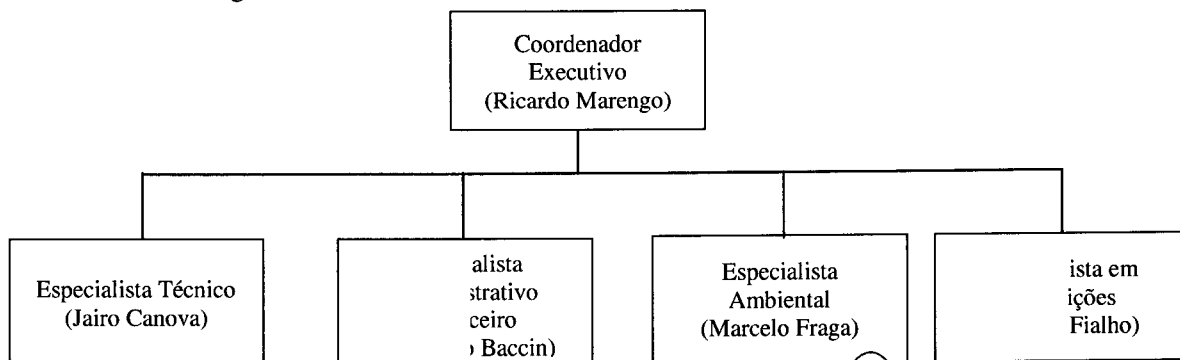 Coordenador
Executivo
(Ricardo Marengo)
Especialista Técnico
(Jairo Canova)
alista
strativo
ceiro
Baccin)
Especialista
Ambiental
(Marcelo Fraga)
ista em
ições
Fialho)